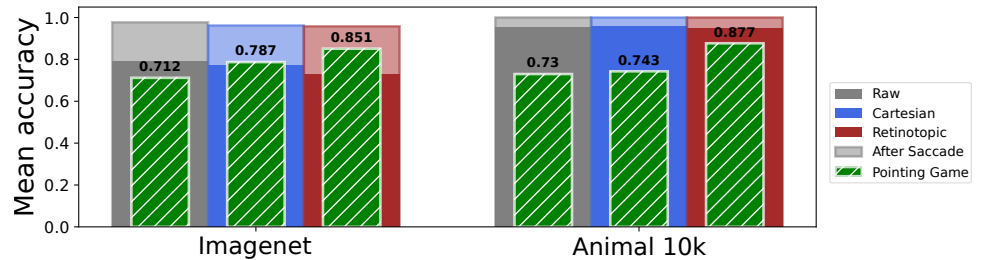 Mean accuracy
1.0
0.8
0.6
0.4
0.2
0.0
0.712
0.787
0.851
0.73
0.743
0.877
Imagenet
Animal 10k
Raw
Cartesian
Retinotopic
After Saccade
Pointing Game